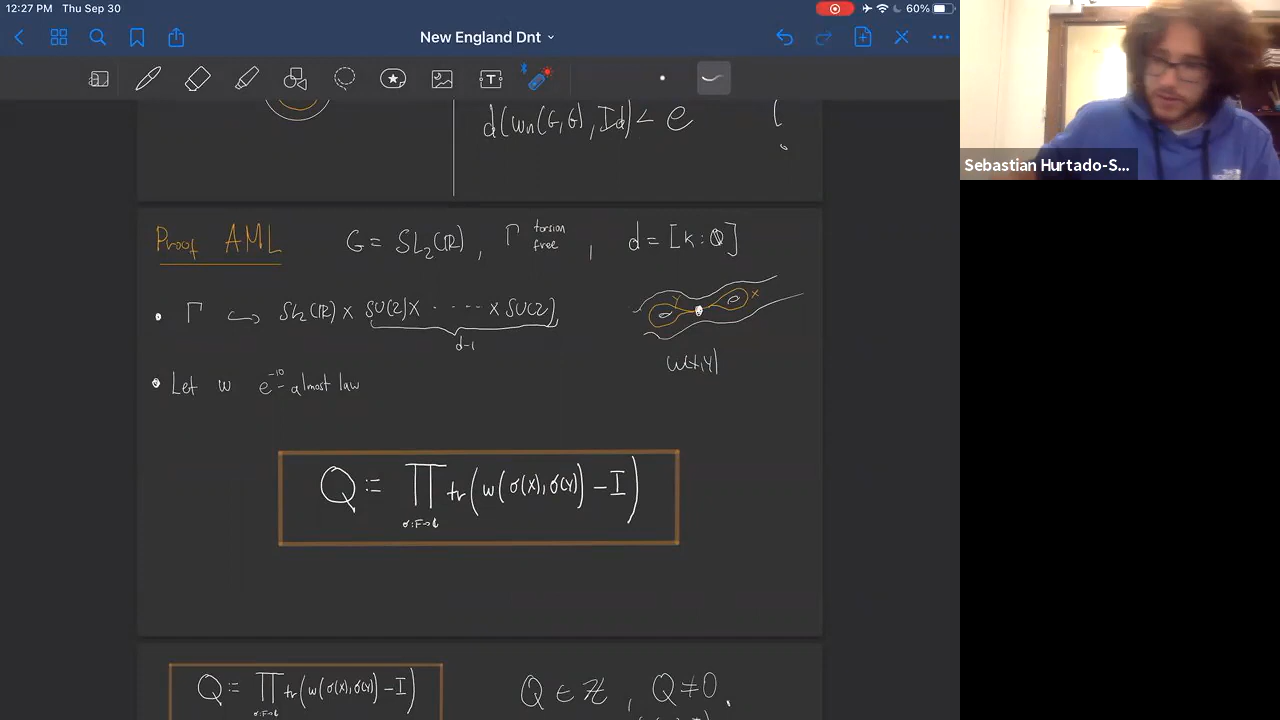 12:27 PM Thu Sep 30
60%
New England Dnt
d(wn(G,G), Id) < e
Proof AML G = SL₂(ℝ), Γ torsion free, d = [k:ℚ]
• Γ ↪ SL₂(ℝ) × SU(2) × ..... × SU(2)
d-1
Y X
w(x,y)
• Let w e⁻¹⁰- almost law
Q := ∏ tr(w(σ(x), σ(y)) - I)
Q := ∏ tr(w(σ(x), σ(y)) - I) Q ∈ ℤ, Q ≠ 0.
Sebastian Hurtado-S...